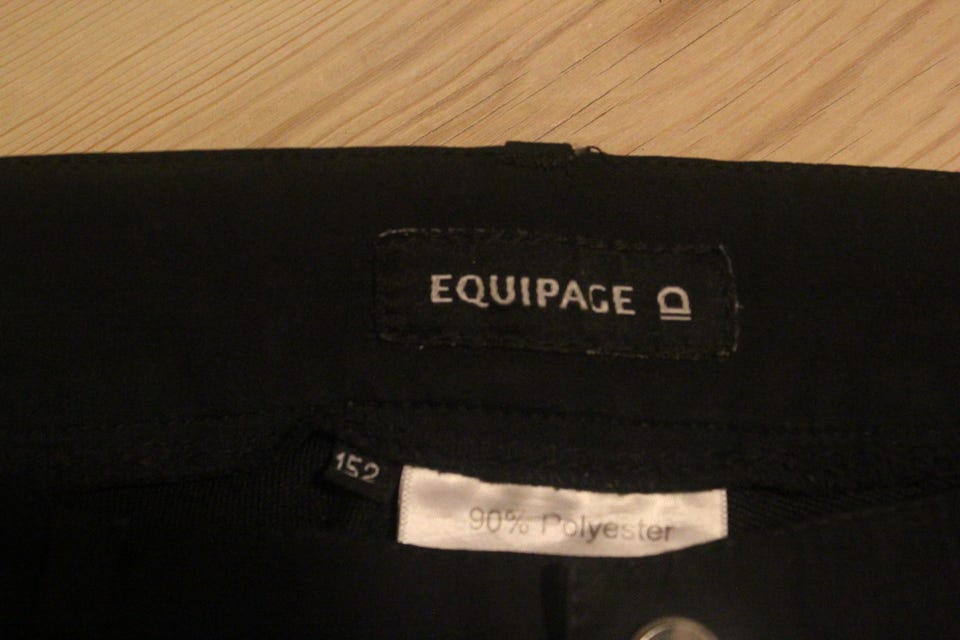 EQUIPAGE
152
90% Polyester